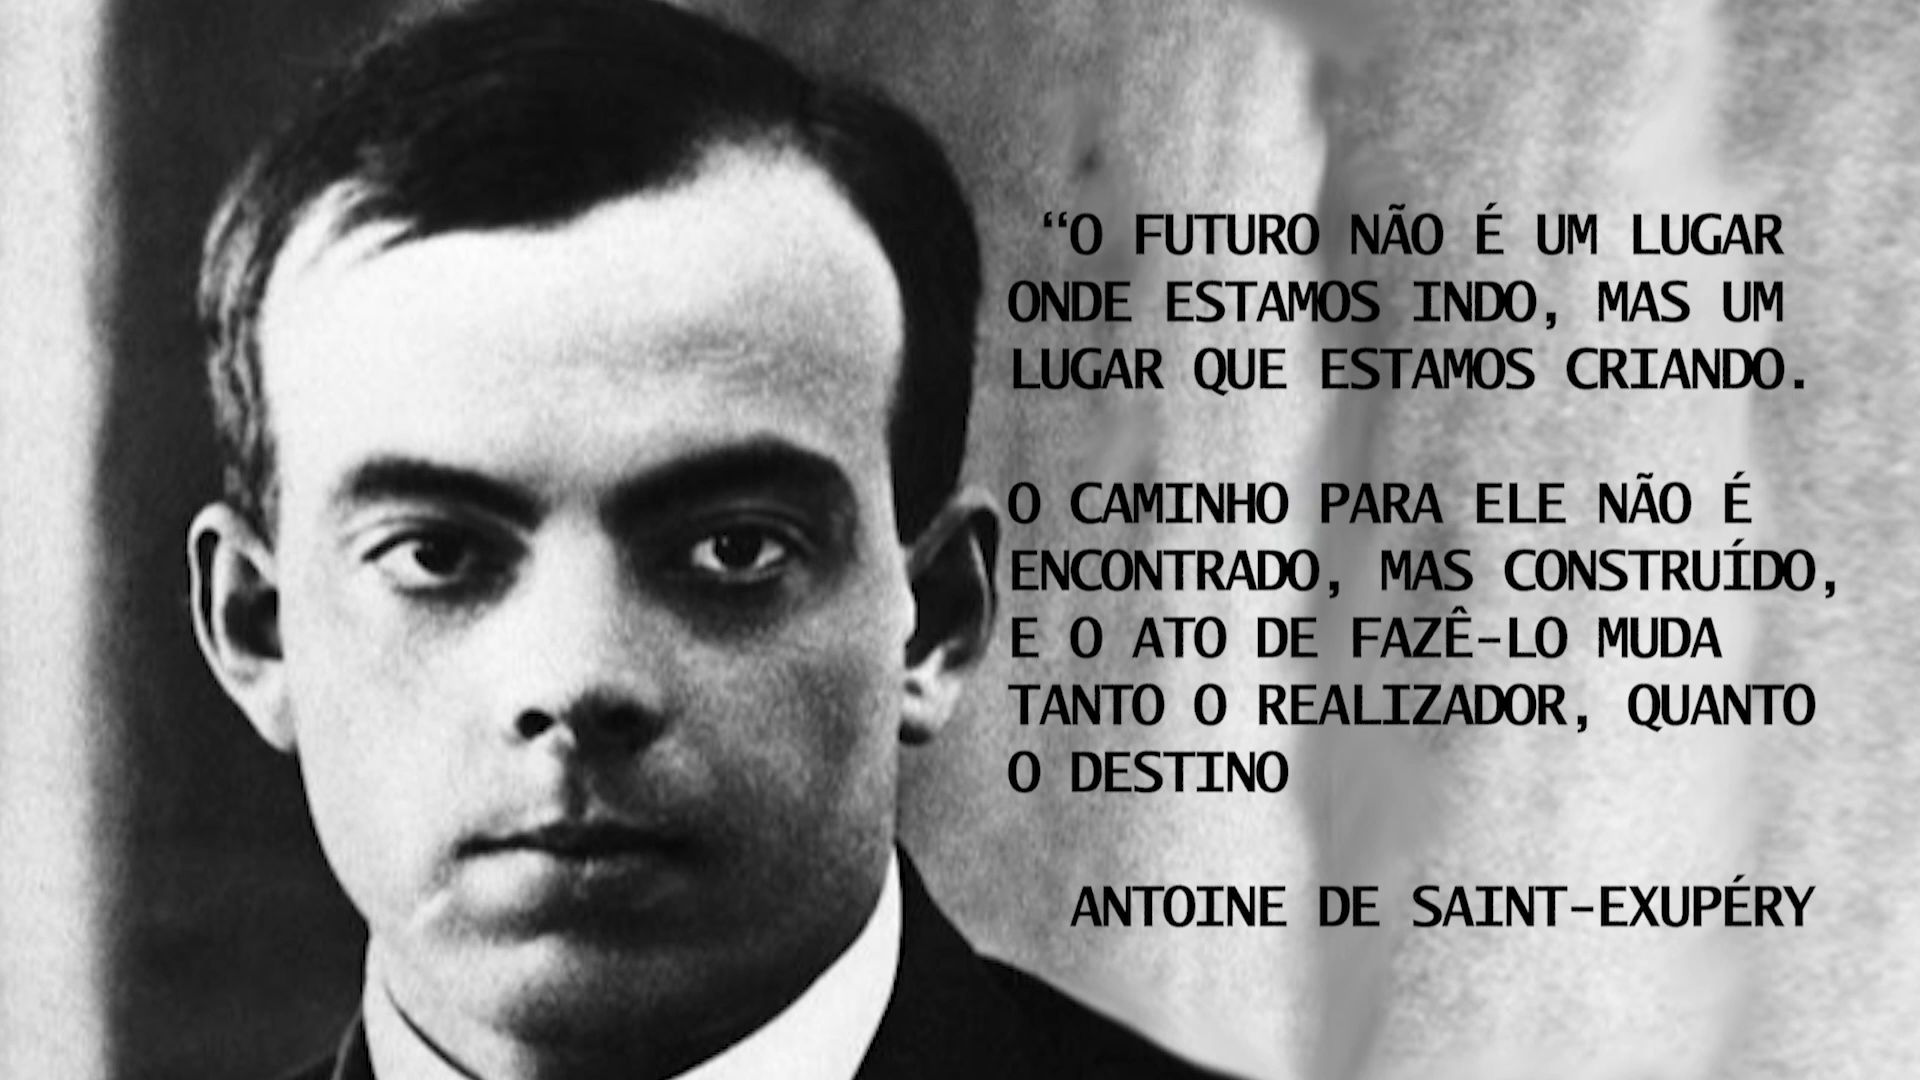 “O FUTURO NÃO É UM LUGAR
ONDE ESTAMOS INDO, MAS UM
LUGAR QUE ESTAMOS CRIANDO.
O CAMINHO PARA ELE NÃO É
ENCONTRADO, MAS CONSTRUÍDO,
E O ATO DE FAZÊ-LO MUDA
TANTO O REALIZADOR, QUANTO
O DESTINO
ANTOINE DE SAINT-EXUPÉRY